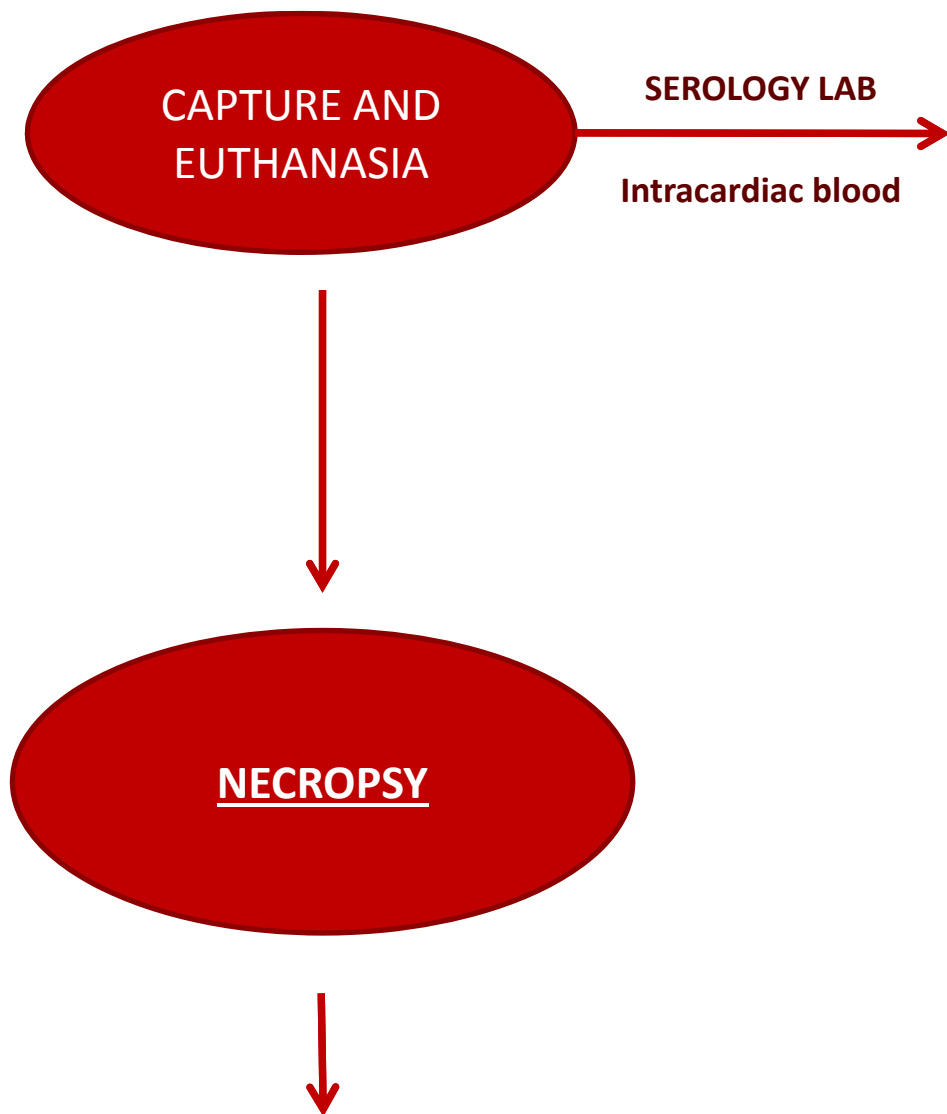 CAPTURE AND
EUTHANASIA
SEROLOGY LAB
Intracardiac blood
NECROPSY